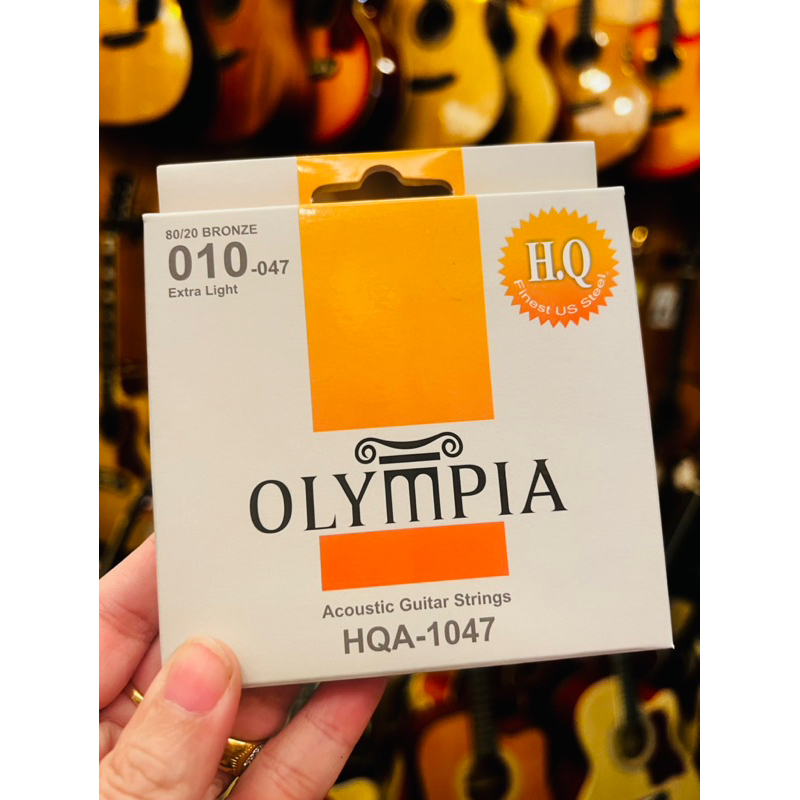 80/20 BRONZE
010-047
Extra Light
H.Q
Finest US Steel
OLYMPIA
Acoustic Guitar Strings
HQA-1047